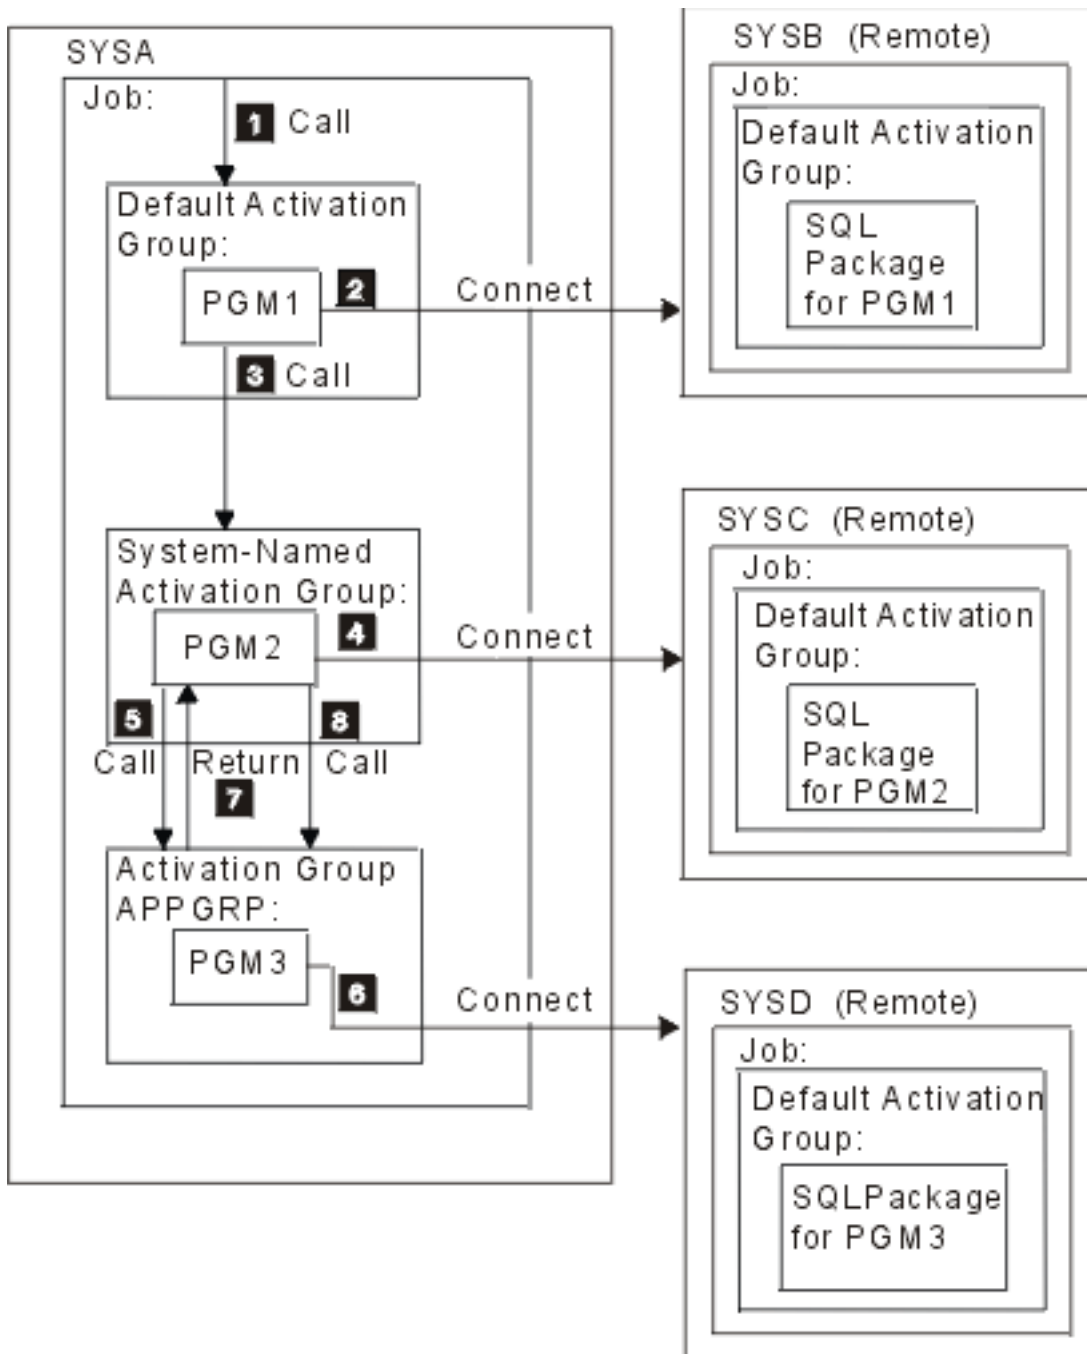 SYSA
Job:
1 Call
Default Activation
Group:
PGM1
2
Connect
3 Call
System-Named
Activation Group:
PGM2
4
Connect
5
8
Call
Return
Call
7
Activation Group
APPGRP:
PGM3
6
Connect
SYSB (Remote)
Job:
Default Activation
Group:
SQL
Package
for PGM1
SYSC (Remote)
Job:
Default Activation
Group:
SQL
Package
for PGM2
SYSD (Remote)
Job:
Default Activation
Group:
SQLPackage
for PGM3